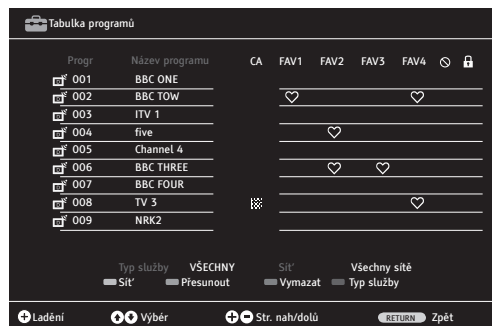 Tabulka programů
Progr Název programu CA FAV1 FAV2 FAV3 FAV4
001 BBC ONE
002 BBC TOW
003 ITV 1
004 five
005 Channel 4
006 BBC THREE
007 BBC FOUR
008 TV 3
009 NRK2
Typ služby VŠECHNY Sít' Všechny sítě
Sít' Přesunout Vymazat Typ služby
Ladění Výběr Str. nah/dolů RETURN Zpět